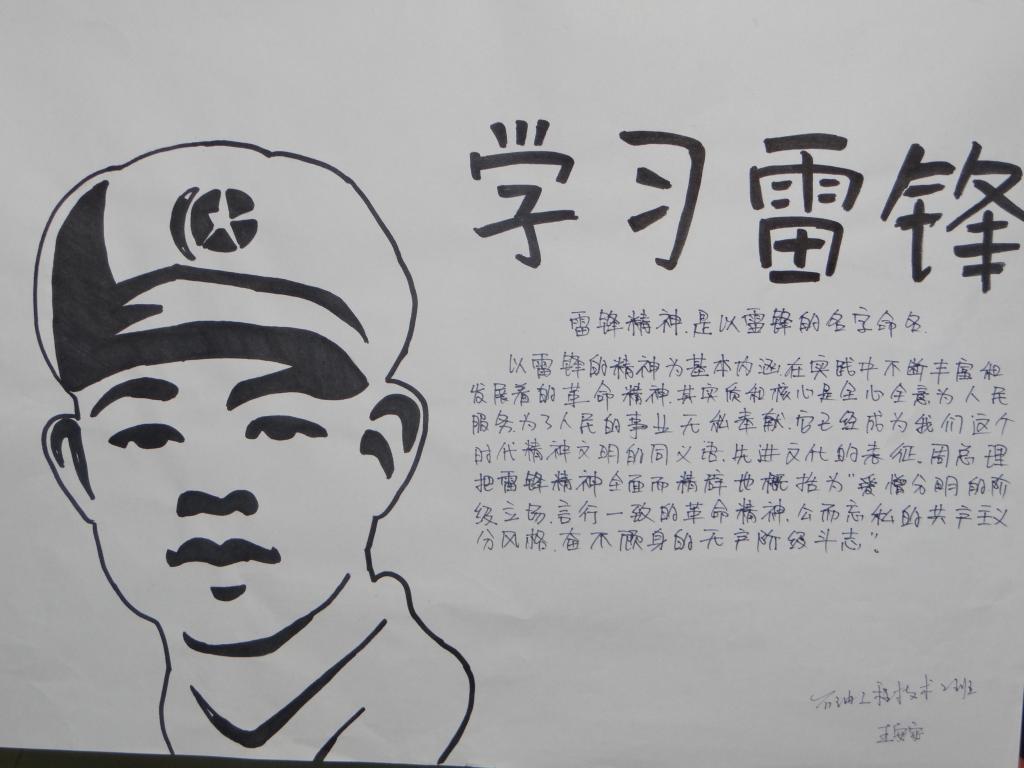 学习雷锋
雷锋精神.是以雷锋的名字命名.
以雷锋的精神为基本内涵在实践中不断丰富和
发展着的革命精神其实质和核心是全心全意为人民
服务.为了人民的事业无私奉献.它已经成为我们这个
时代精神文明的同义语.先进文化的表征.周总理
把雷锋精神全面而精辟地概括为"爱憎分明的阶
级立场.言行一致的革命精神.公而忘私的共产主义
分风格.奋不顾身的无产阶级斗志".
石油工程技术2班